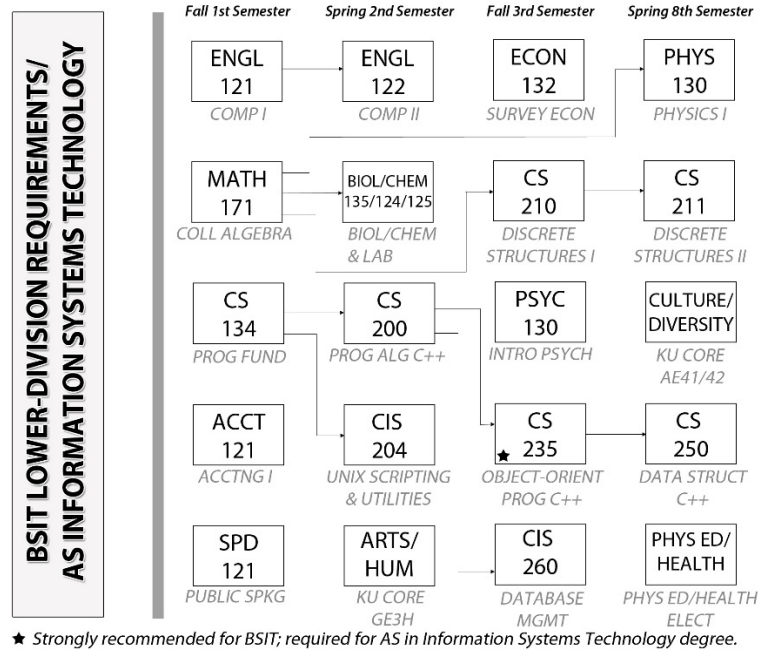 BSIT LOWER-DIVISION REQUIREMENTS/
AS INFORMATION SYSTEMS TECHNOLOGY
Fall 1st Semester
Spring 2nd Semester
Fall 3rd Semester
Spring 8th Semester
ENGL
121
COMP I
ENGL
122
COMP II
ECON
132
SURVEY ECON
PHYS
130
PHYSICS I
MATH
171
COLL ALGEBRA
BIOL/CHEM
135/124/125
BIOL/CHEM
& LAB
CS
210
DISCRETE
STRUCTURES I
CS
211
DISCRETE
STRUCTURES II
CS
134
PROG FUND
CS
200
PROG ALG C++
PSYC
130
INTRO PSYCH
CULTURE/
DIVERSITY
KU CORE
AE41/42
ACCT
121
ACCTNG I
CIS
204
UNIX SCRIPTING
& UTILITIES
CS
235
OBJECT-ORIENT
PROG C++
CS
250
DATA STRUCT
C++
SPD
121
PUBLIC SPKG
ARTS/
HUM
KU CORE
GE3H
CIS
260
DATABASE
MGMT
PHYS ED/
HEALTH
PHYS ED/HEALTH
ELECT
★ Strongly recommended for BSIT; required for AS in Information Systems Technology degree.